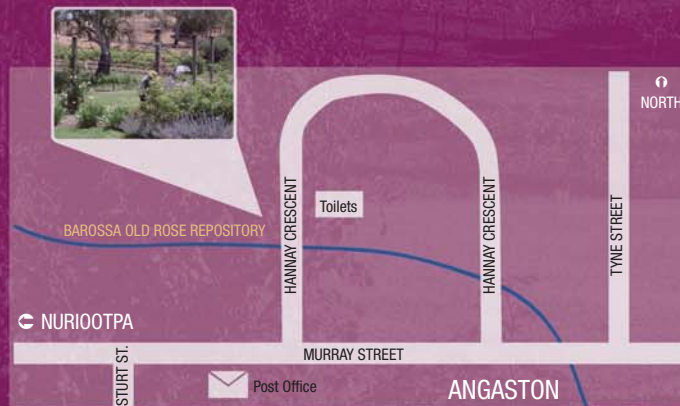 NORTH
Toilets
HANNAY CRESCENT
HANNAY CRESCENT
TYNE STREET
BAROSSA OLD ROSE REPOSITORY
NURIOOTPA
MURRAY STREET
STURT ST.
Post Office
ANGASTON